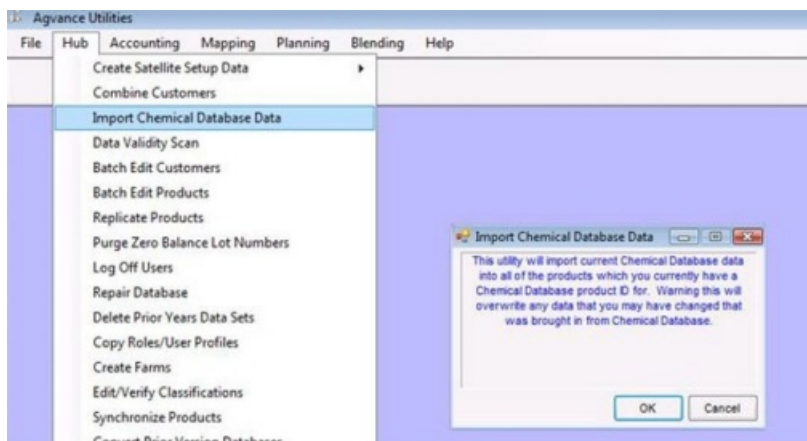 Agvance Utilities
File Hub Accounting Mapping Planning Blending Help
Create Satellite Setup Data
Combine Customers
Import Chemical Database Data
Data Validity Scan
Batch Edit Customers
Batch Edit Products
Replicate Products
Purge Zero Balance Lot Numbers
Log Off Users
Repair Database
Delete Prior Years Data Sets
Copy Roles/User Profiles
Create Farms
Edit/Verify Classifications
Synchronize Products
Convert Prior Version Databases
Import Chemical Database Data
This utility will import current Chemical Database data
into all of the products which you currently have a
Chemical Database product ID for. Warning this will
overwrite any data that you may have changed that
was brought in from Chemical Database.
OK Cancel